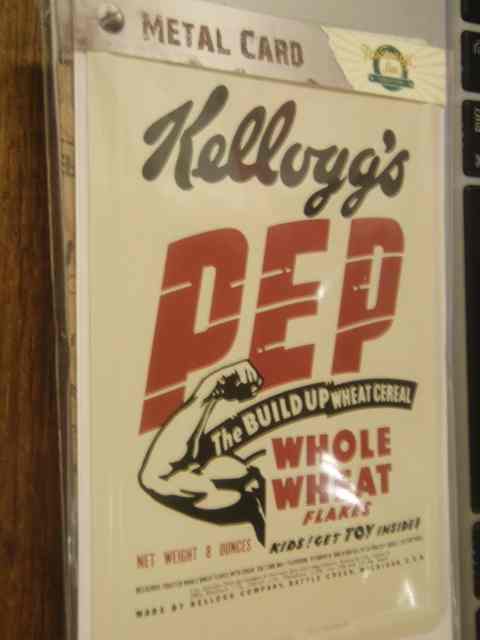 METAL CARD
Kellogg's
PEP
The BUILD UP WHEAT CEREAL
WHOLE
WHEAT
FLAKES
KIDS! GET TOY INSIDE!
NET WEIGHT 8 OUNCES
MADE BY KELLOGG COMPANY, BATTLE CREEK, MICHIGAN, U.S.A.